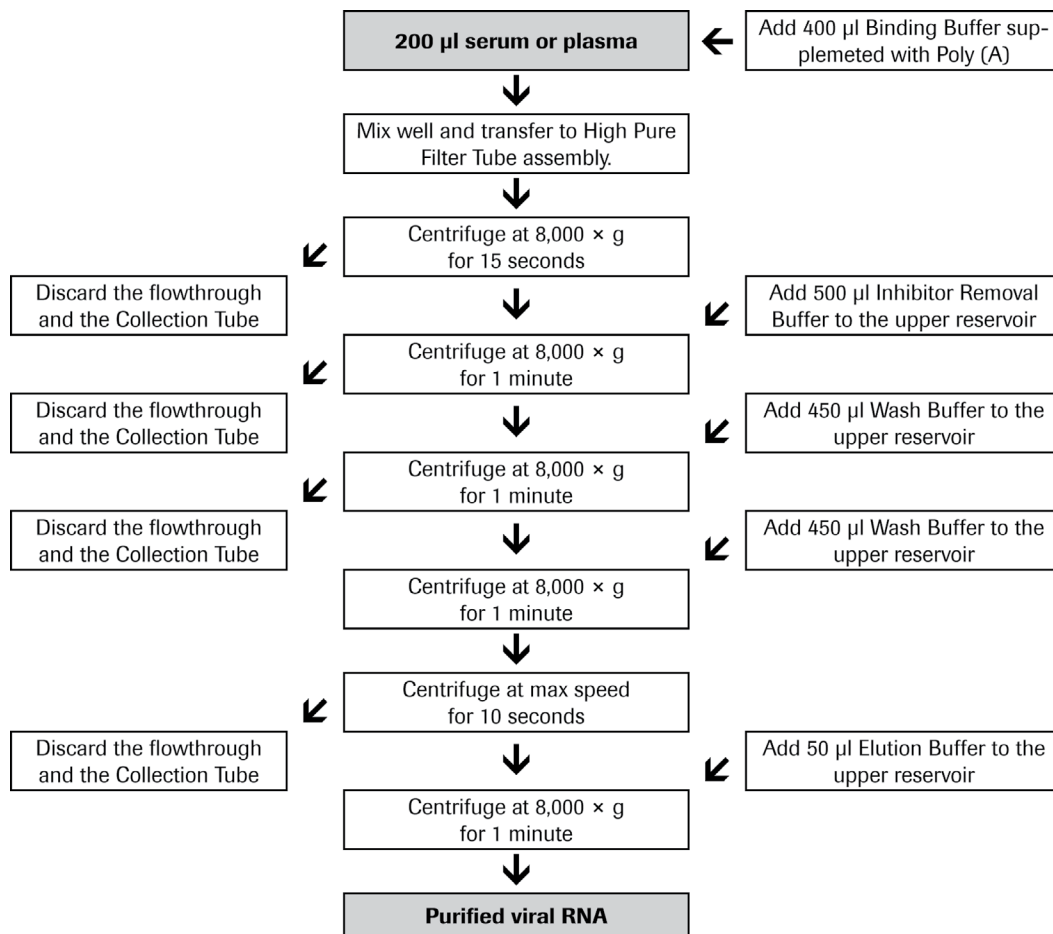 200 µl serum or plasma
Add 400 µl Binding Buffer sup-
plemeted with Poly (A)
Mix well and transfer to High Pure
Filter Tube assembly.
Centrifuge at 8,000 × g
for 15 seconds
Discard the flowthrough
and the Collection Tube
Add 500 µl Inhibitor Removal
Buffer to the upper reservoir
Centrifuge at 8,000 × g
for 1 minute
Discard the flowthrough
and the Collection Tube
Add 450 µl Wash Buffer to the
upper reservoir
Centrifuge at 8,000 × g
for 1 minute
Discard the flowthrough
and the Collection Tube
Add 450 µl Wash Buffer to the
upper reservoir
Centrifuge at 8,000 × g
for 1 minute
Centrifuge at max speed
for 10 seconds
Discard the flowthrough
and the Collection Tube
Add 50 µl Elution Buffer to the
upper reservoir
Centrifuge at 8,000 × g
for 1 minute
Purified viral RNA